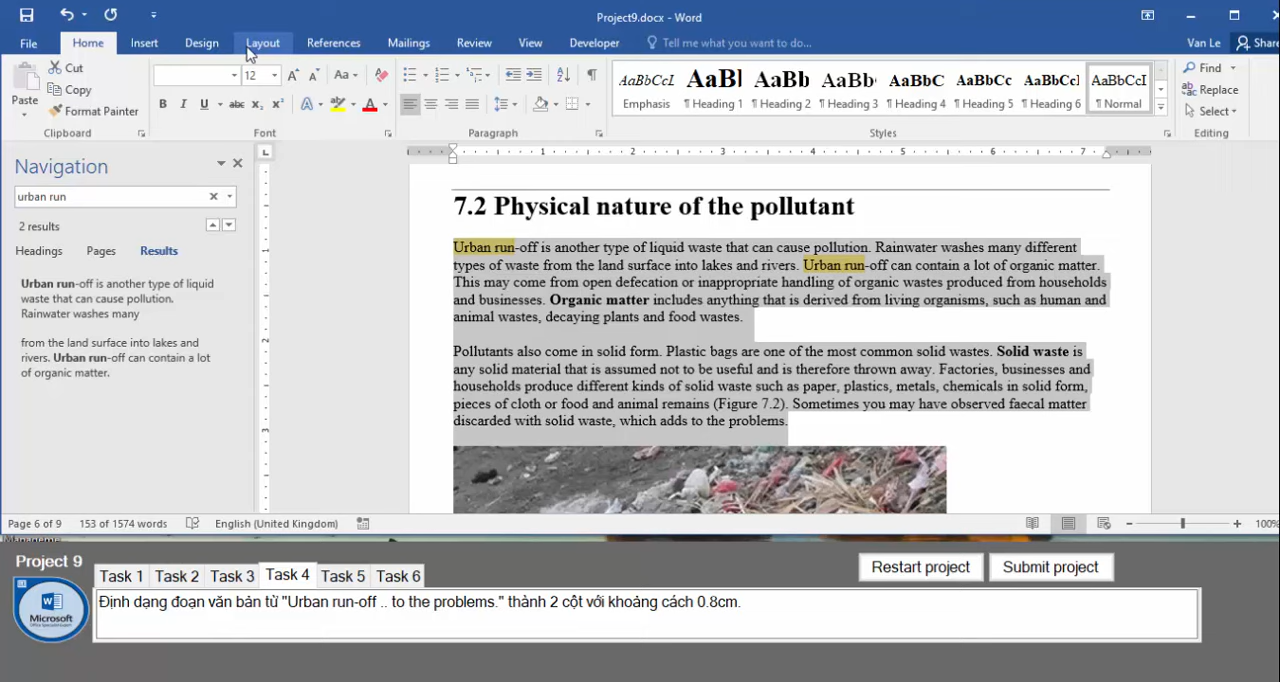 Project9.docx - Word
File Home Insert Design Layout References Mailings Review View Developer Tell me what you want to do... Van Le Share
Paste
Cut
Copy
Format Painter
Clipboard
12
Font
Paragraph
AaBbCcI AaBl AaBb AaBb( AaBbC AaBbCc AaBbCcl AaBbCcI
Emphasis ¶ Heading 1 ¶ Heading 2 ¶ Heading 3 ¶ Heading 4 ¶ Heading 5 ¶ Heading 6 ¶ Normal
Styles
Find
Replace
Select
Editing
Navigation
urban run
2 results
Headings Pages Results
Urban run-off is another type of liquid
waste that can cause pollution.
Rainwater washes many
from the land surface into lakes and
rivers. Urban run-off can contain a lot
of organic matter.
1 2 3 4 5 6 7
1
2
3
7.2 Physical nature of the pollutant
Urban run-off is another type of liquid waste that can cause pollution. Rainwater washes many different
types of waste from the land surface into lakes and rivers. Urban run-off can contain a lot of organic matter.
This may come from open defecation or inappropriate handling of organic wastes produced from households
and businesses. Organic matter includes anything that is derived from living organisms, such as human and
animal wastes, decaying plants and food wastes.
Pollutants also come in solid form. Plastic bags are one of the most common solid wastes. Solid waste is
any solid material that is assumed not to be useful and is therefore thrown away. Factories, businesses and
households produce different kinds of solid waste such as paper, plastics, metals, chemicals in solid form,
pieces of cloth or food and animal remains (Figure 7.2). Sometimes you may have observed faecal matter
discarded with solid waste, which adds to the problems.
Page 6 of 9 153 of 1574 words English (United Kingdom) 100%
Project 9
Restart project Submit project
Task 1 Task 2 Task 3 Task 4 Task 5 Task 6
Microsoft
Định dạng đoạn văn bản từ "Urban run-off .. to the problems." thành 2 cột với khoảng cách 0.8cm.